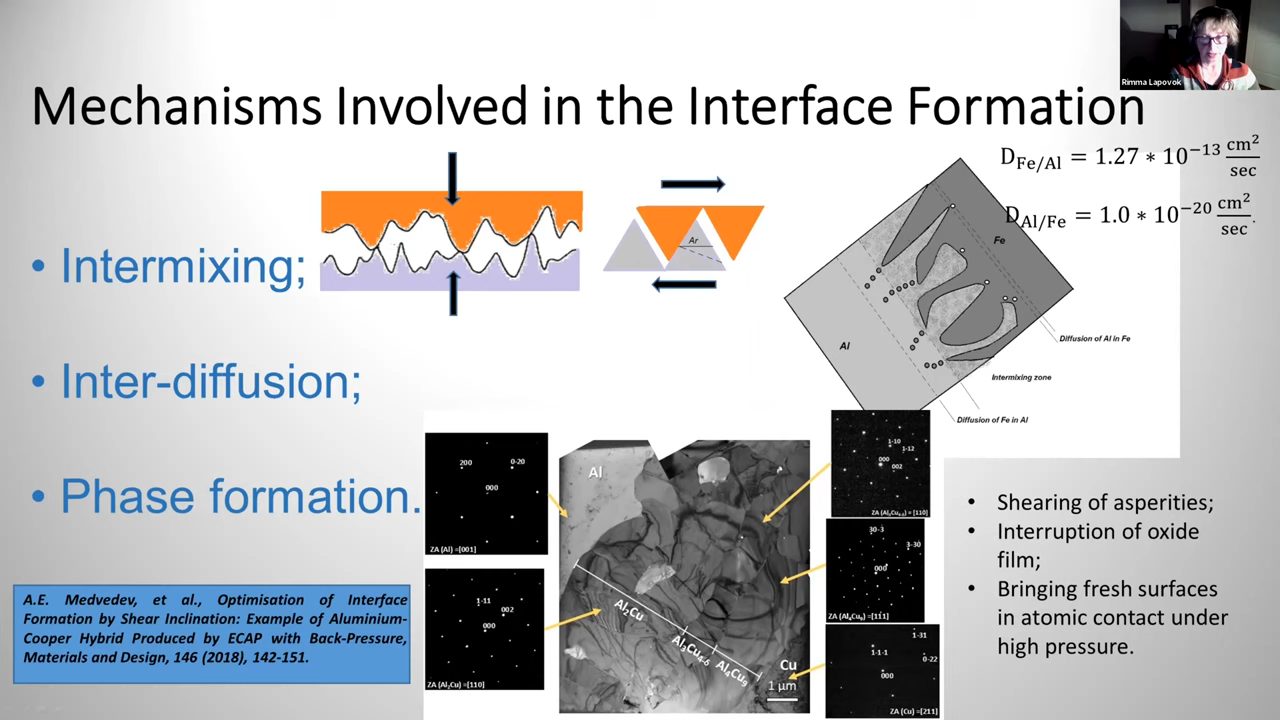 Rimma Lapovok
Mechanisms Involved in the Interface Formation
D_Fe/Al = 1.27 * 10^-13 cm^2/sec
D_Al/Fe = 1.0 * 10^-20 cm^2/sec.
• Intermixing;
• Inter-diffusion;
• Phase formation.
Ar
Fe
Al
Diffusion of Al in Fe
Intermixing zone
Diffusion of Fe in Al
200
0-20
000
ZA (Al) =[001]
1-11
002
000
ZA (Al2Cu) =[110]
Al
Al2Cu
Al3Cu4-5
Al4Cu9
Cu
1 µm
1-10
1-12
000
002
ZA (Al3Cu4-5) = [110]
30-3
3-30
000
ZA (Al4Cu9) = [111]
1-31
1-1-1
0-22
000
ZA (Cu) =[211]
• Shearing of asperities;
• Interruption of oxide
film;
• Bringing fresh surfaces
in atomic contact under
high pressure.
A.E. Medvedev, et al., Optimisation of Interface
Formation by Shear Inclination: Example of Aluminium-
Cooper Hybrid Produced by ECAP with Back-Pressure,
Materials and Design, 146 (2018), 142-151.